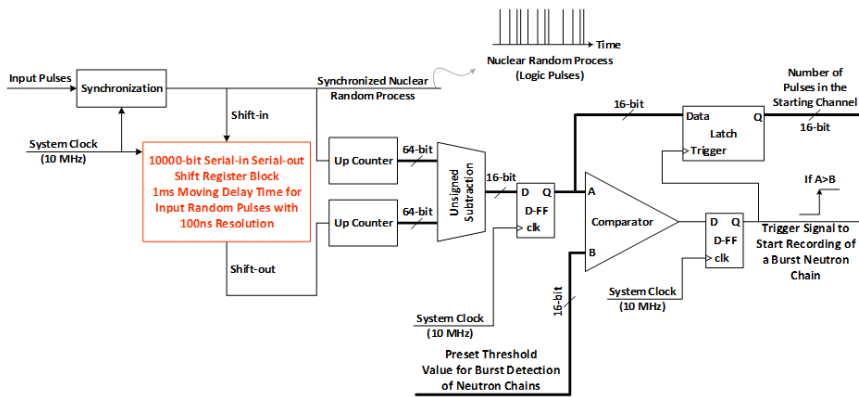 Time
Nuclear Random Process
(Logic Pulses)
Input Pulses
Synchronization
Synchronized Nuclear
Random Process
Shift-in
System Clock
(10 MHz)
10000-bit Serial-in Serial-out
Shift Register Block
1ms Moving Delay Time for
Input Random Pulses with
100ns Resolution
Shift-out
Up Counter
64-bit
Up Counter
64-bit
Unsigned
Subtraction
16-bit
D Q
D-FF
clk
System Clock
(10 MHz)
16-bit
Data Q
Latch
Trigger
Number of
Pulses in the
Starting Channel
16-bit
A
Comparator
B
16-bit
D Q
D-FF
clk
System Clock
(10 MHz)
If A>B
Trigger Signal to
Start Recording of
a Burst Neutron
Chain
Preset Threshold
Value for Burst Detection
of Neutron Chains